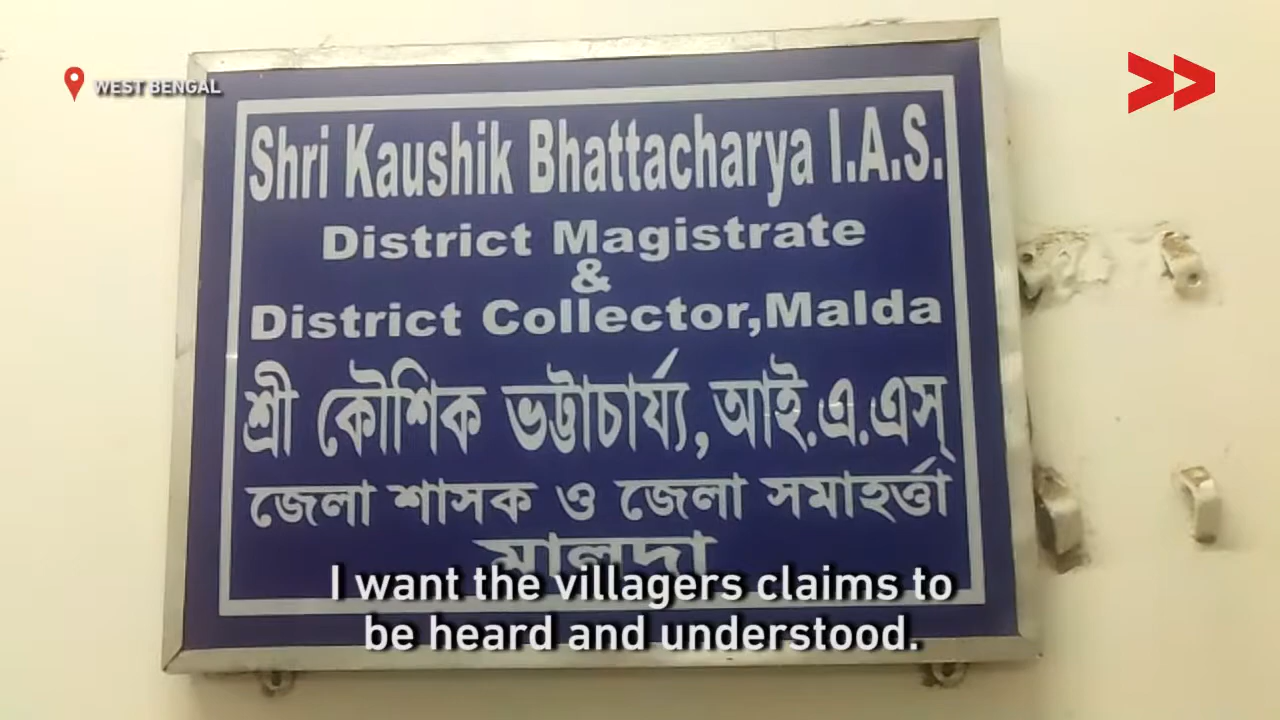 WEST BENGAL
Shri Kaushik Bhattacharya I.A.S.
District Magistrate
&
District Collector,Malda
শ্রী কৌশিক ভট্টাচার্য্য, আই.এ.এস্
জেলা শাসক ও জেলা সমাহর্ত্তা
মালদা
I want the villagers claims to
be heard and understood.